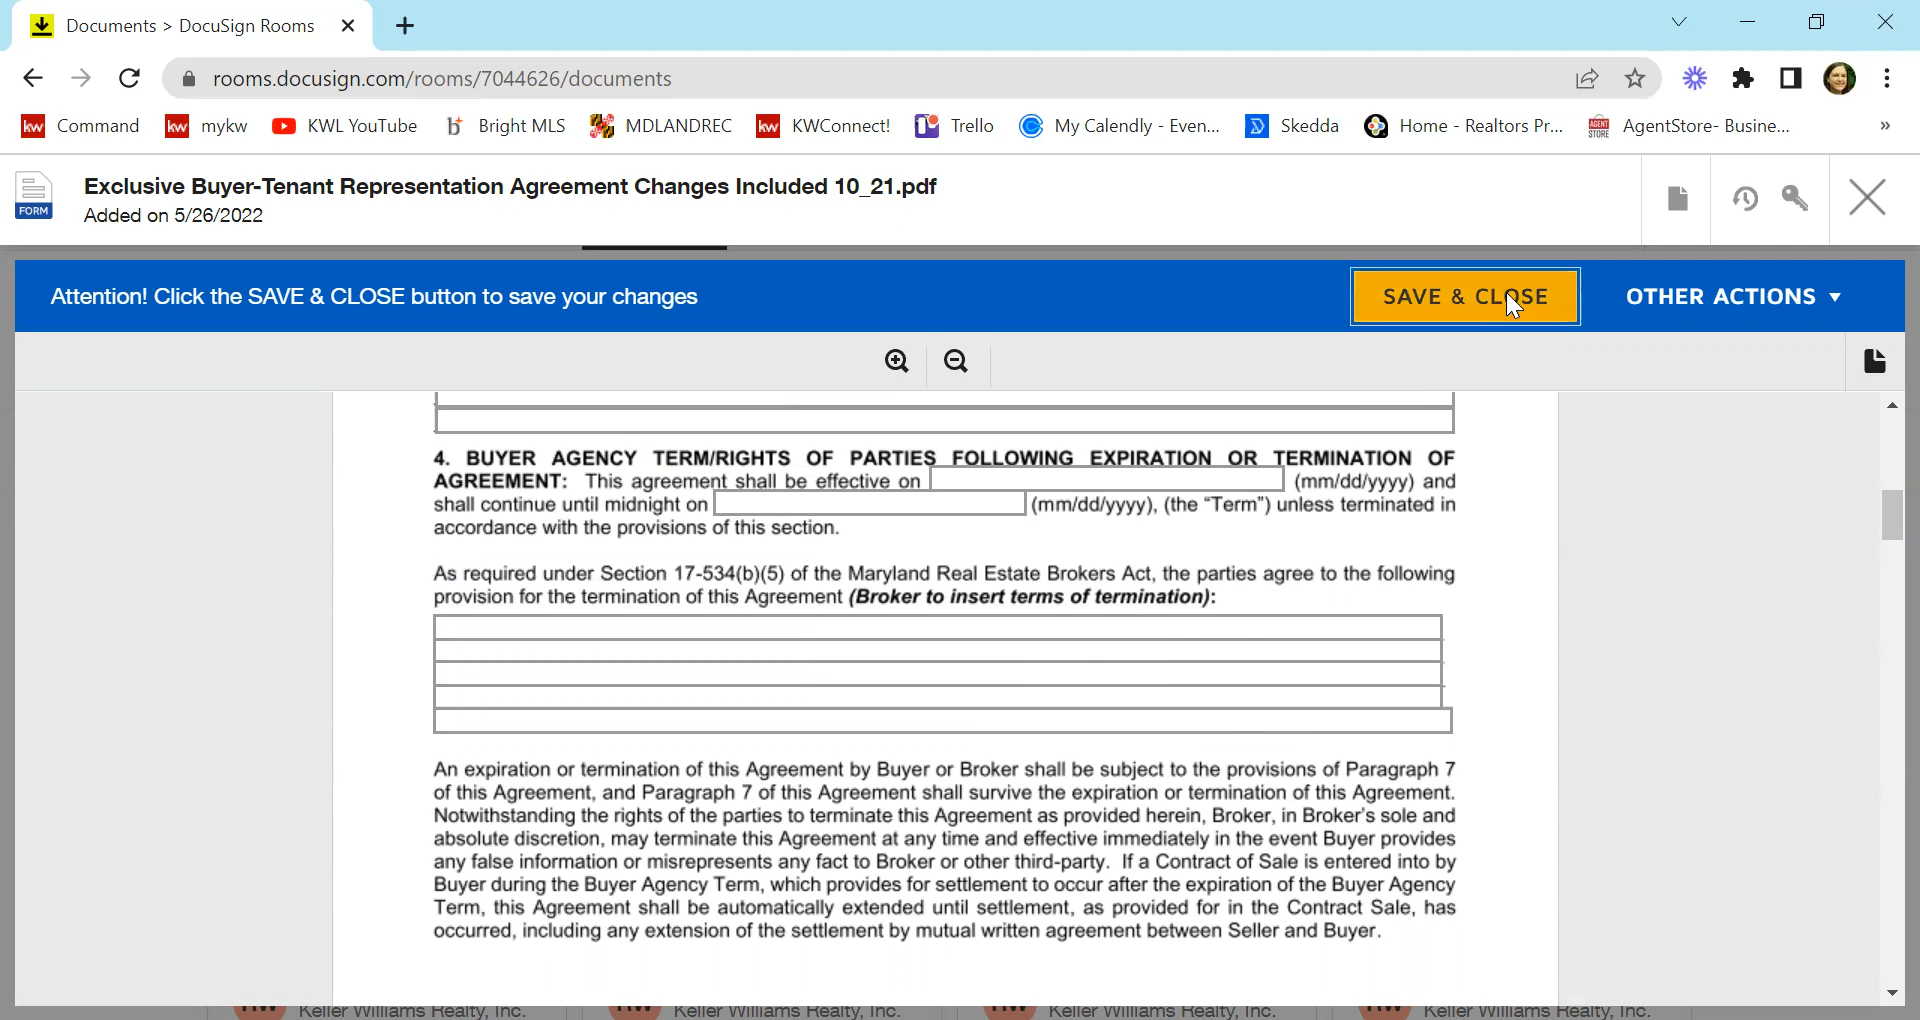 Documents > DocuSign Rooms
rooms.docusign.com/rooms/7044626/documents
kw Command kw mykw KWL YouTube b Bright MLS MDLANDREC kw KWConnect! Trello My Calendly - Even... Skedda Home - Realtors Pr... AGENT STORE AgentStore- Busine... »
FORM
Exclusive Buyer-Tenant Representation Agreement Changes Included 10_21.pdf
Added on 5/26/2022
Attention! Click the SAVE & CLOSE button to save your changes
SAVE & CLOSE
OTHER ACTIONS
4. BUYER AGENCY TERM/RIGHTS OF PARTIES FOLLOWING EXPIRATION OR TERMINATION OF
AGREEMENT: This agreement shall be effective on (mm/dd/yyyy) and
shall continue until midnight on (mm/dd/yyyy), (the “Term”) unless terminated in
accordance with the provisions of this section.
As required under Section 17-534(b)(5) of the Maryland Real Estate Brokers Act, the parties agree to the following
provision for the termination of this Agreement (Broker to insert terms of termination):
An expiration or termination of this Agreement by Buyer or Broker shall be subject to the provisions of Paragraph 7
of this Agreement, and Paragraph 7 of this Agreement shall survive the expiration or termination of this Agreement.
Notwithstanding the rights of the parties to terminate this Agreement as provided herein, Broker, in Broker's sole and
absolute discretion, may terminate this Agreement at any time and effective immediately in the event Buyer provides
any false information or misrepresents any fact to Broker or other third-party. If a Contract of Sale is entered into by
Buyer during the Buyer Agency Term, which provides for settlement to occur after the expiration of the Buyer Agency
Term, this Agreement shall be automatically extended until settlement, as provided for in the Contract Sale, has
occurred, including any extension of the settlement by mutual written agreement between Seller and Buyer.
KW Keller Williams Realty, Inc. KW Keller Williams Realty, Inc. KW Keller Williams Realty, Inc. KW Keller Williams Realty, Inc.